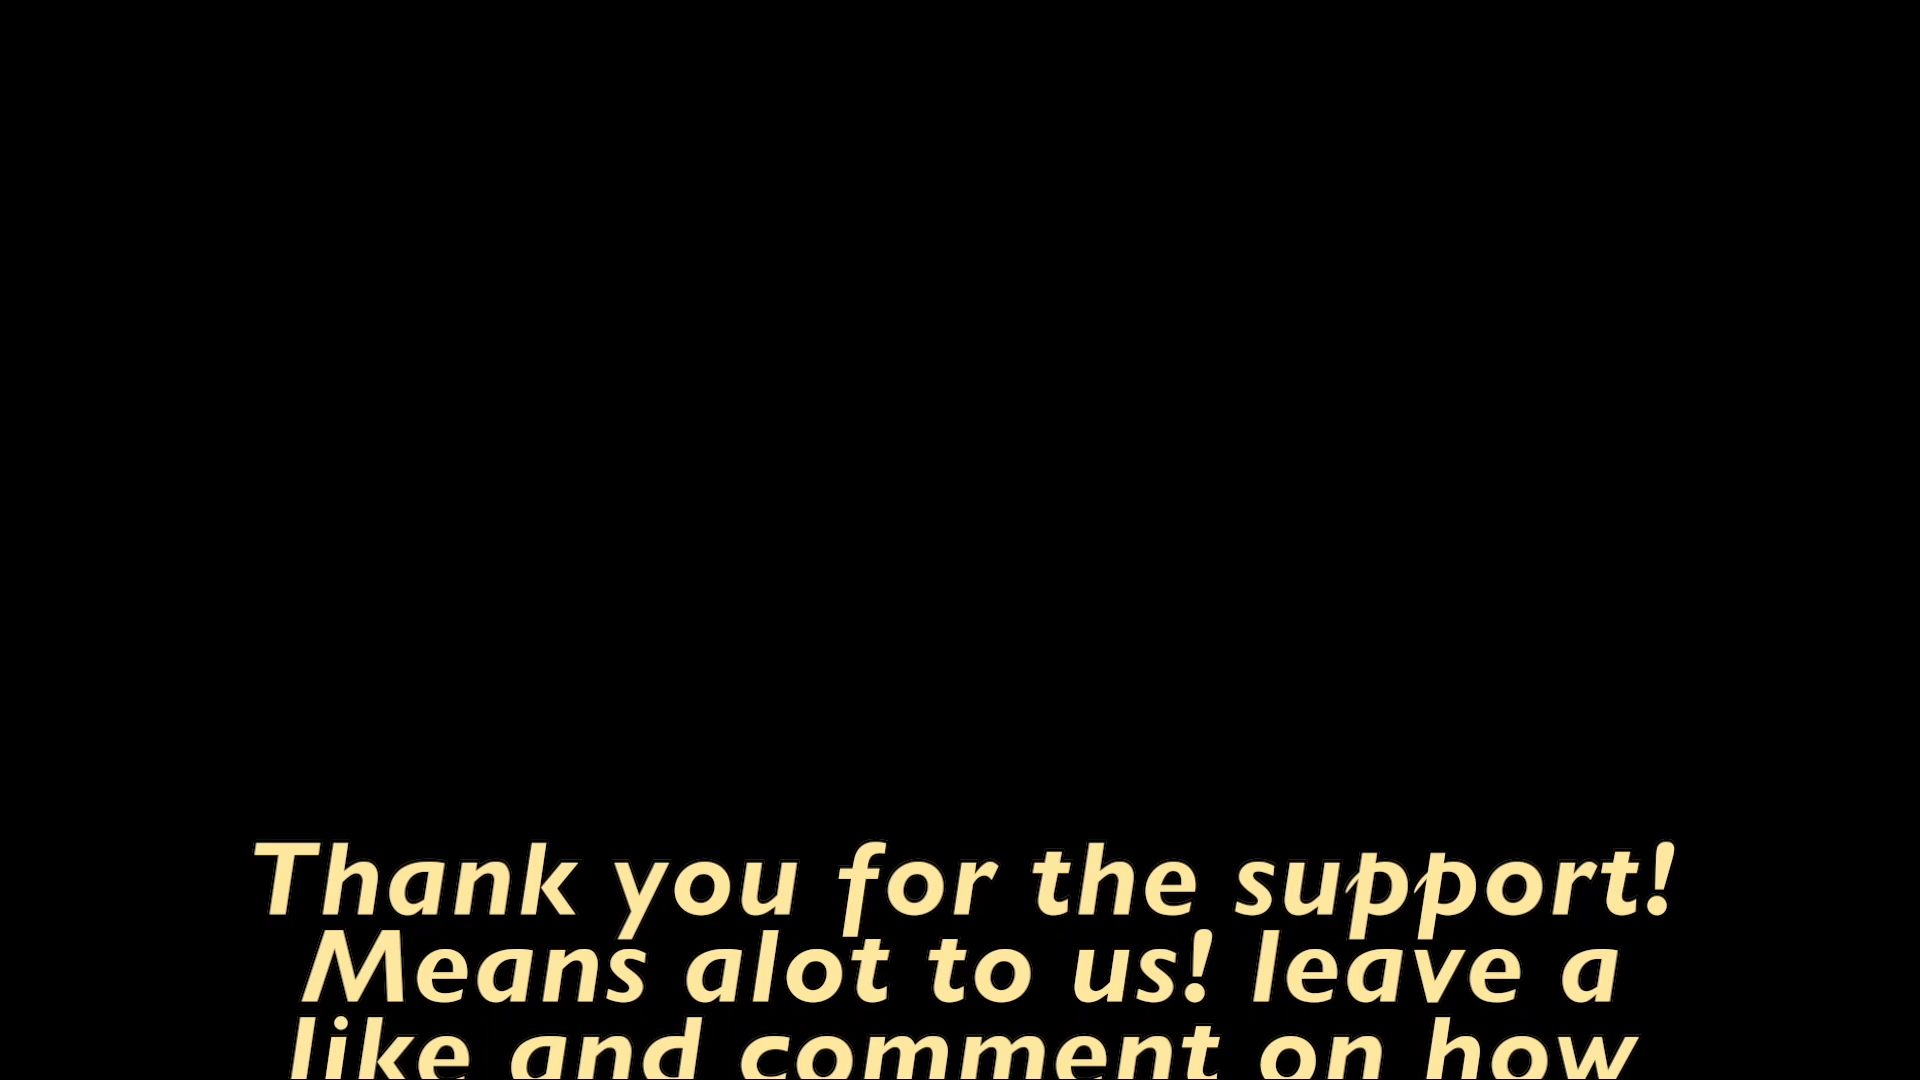 Thank you for the support!
Means alot to us! leave a
like and comment on how